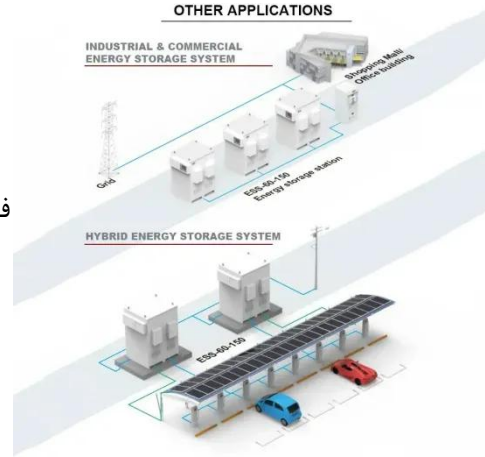 OTHER APPLICATIONS
INDUSTRIAL & COMMERCIAL
ENERGY STORAGE SYSTEM
Shopping Mall/
Office building
Grid
ESS-60-150
Energy storage station
ف
HYBRID ENERGY STORAGE SYSTEM
ESS-60-150